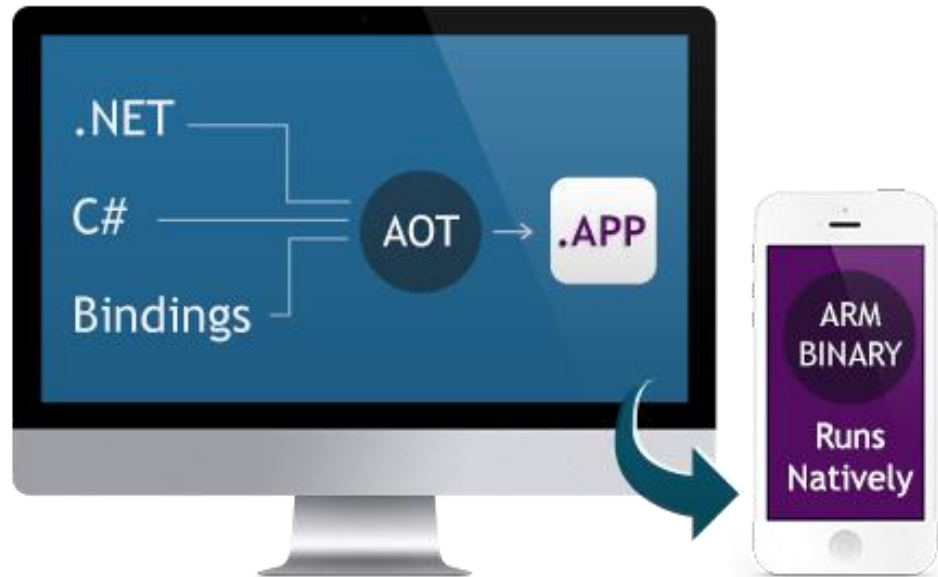 .NET
C#
Bindings
AOT
.APP
ARM
BINARY
Runs
Natively